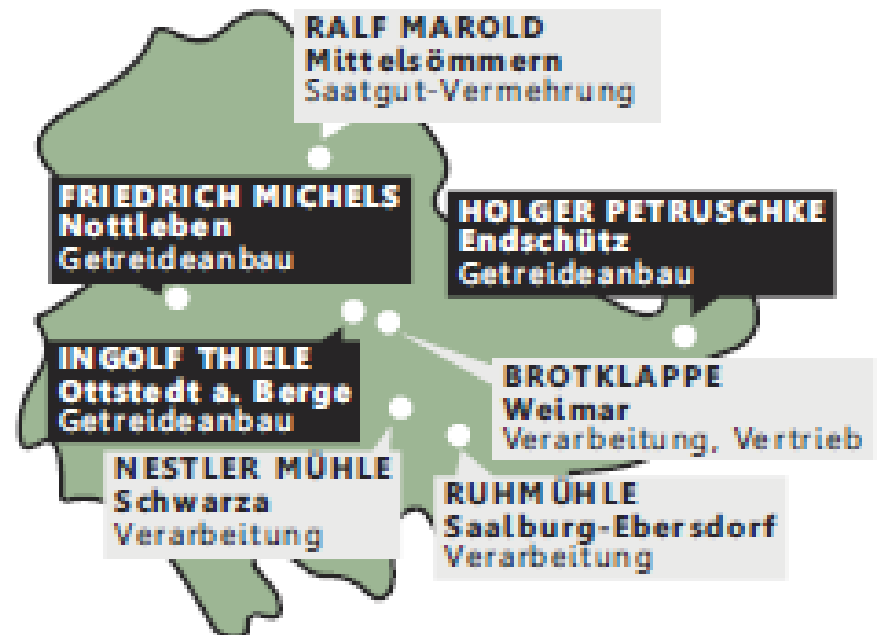 RALF MAROLD
Mittelsömmern
Saatgut-Vermehrung
FRIEDRICH MICHELS
Nottleben
Getreideanbau
HOLGER PETRUSCHKE
Endschütz
Getreideanbau
INGOLF THIELE
Ottstedt a. Berge
Getreideanbau
BROTKLAPPE
Weimar
Verarbeitung, Vertrieb
NESTLER MÜHLE
Schwarza
Verarbeitung
RUHMÜHLE
Saalburg-Ebersdorf
Verarbeitung